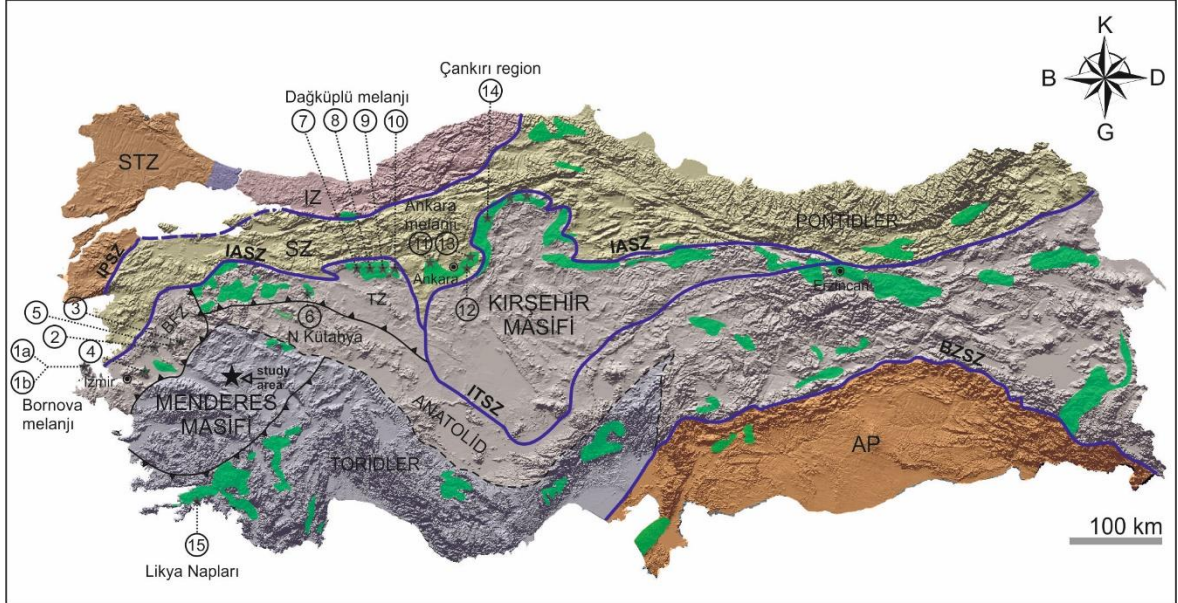 K
B
D
G
Çankırı region
14
Dağküplü melanjı
7
8
9
10
STZ
IZ
PONTIDLER
Ankara
melanjı
11
13
IPSZ
IASZ
SZ
IASZ
Ankara
Erzincan
12
TZ
KIRŞEHİR
MASİFİ
3
5
2
4
1a
1b
BFZ
6
N Kütahya
İzmir
Bornova
melanjı
study
area
MENDERES
MASİFİ
ITSZ
ANATOLİD
BZSZ
TORİDLER
AP
15
Likya Napları
100 km